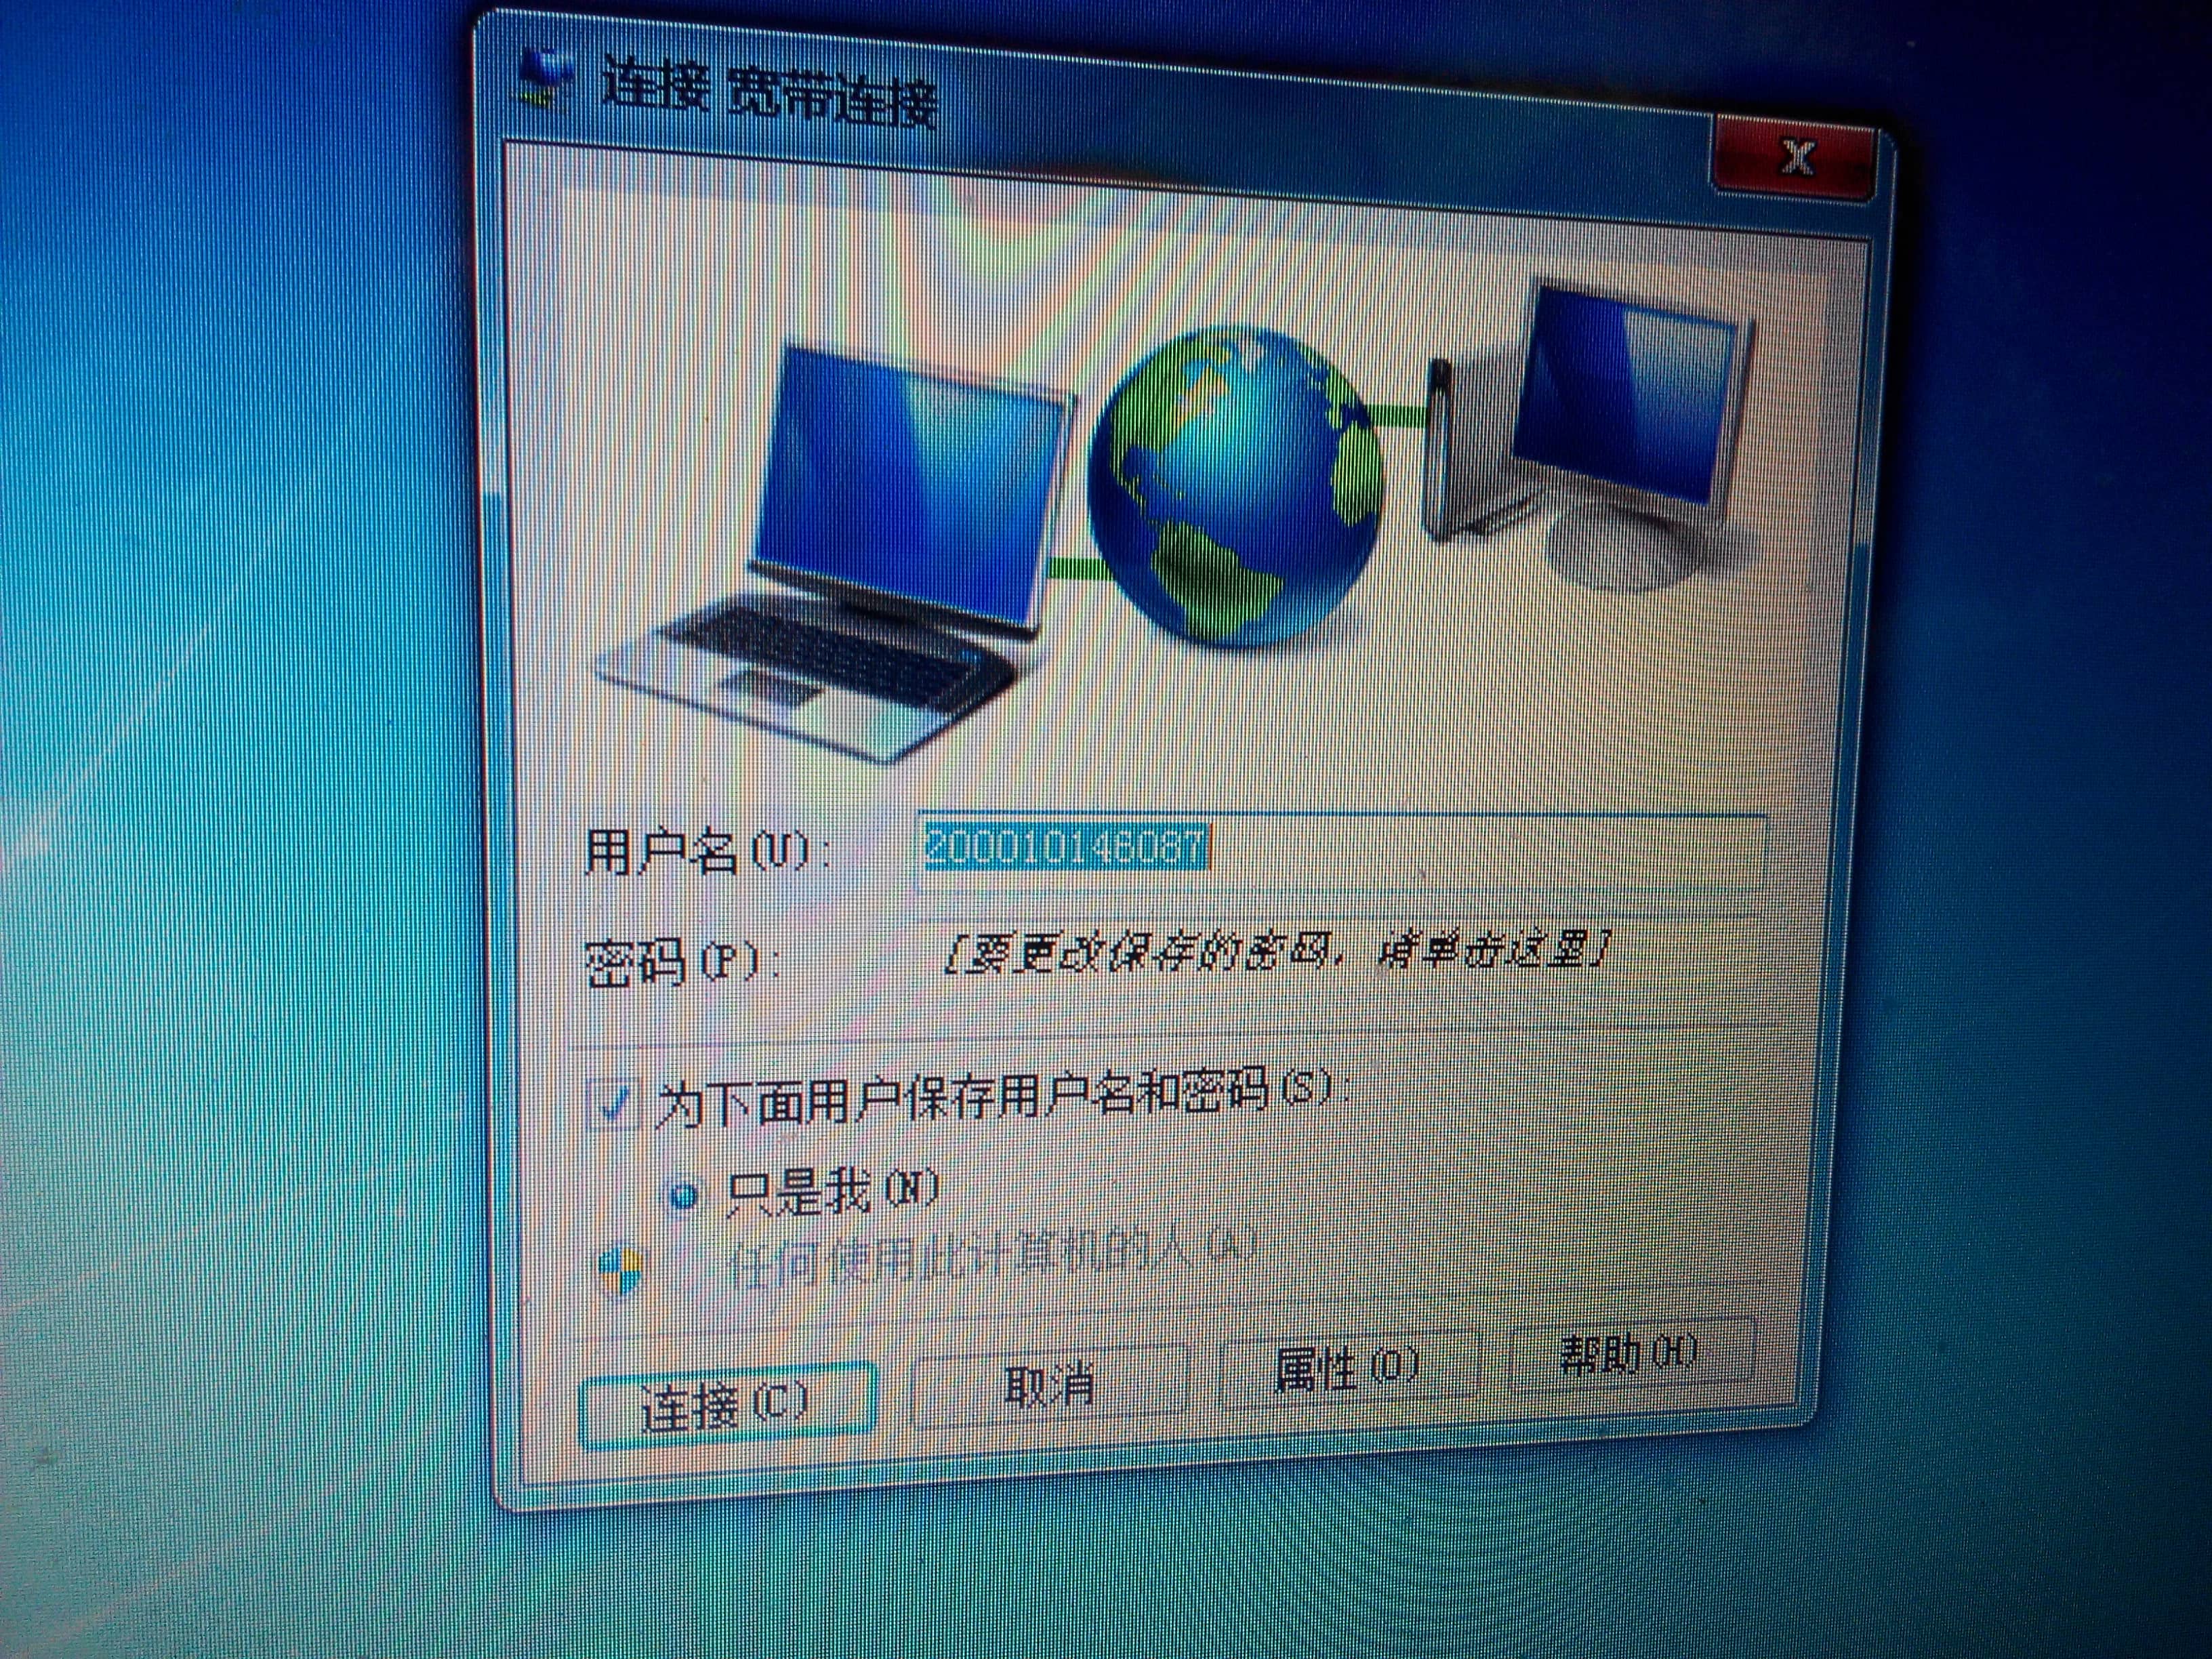 连接 宽带连接
X
用户名(U):
200010146087
密码(P):
[要更改保存的密码，请单击这里]
为下面用户保存用户名和密码(S):
只是我(N)
任何使用此计算机的人(A)
连接(C)
取消
属性(O)
帮助(H)